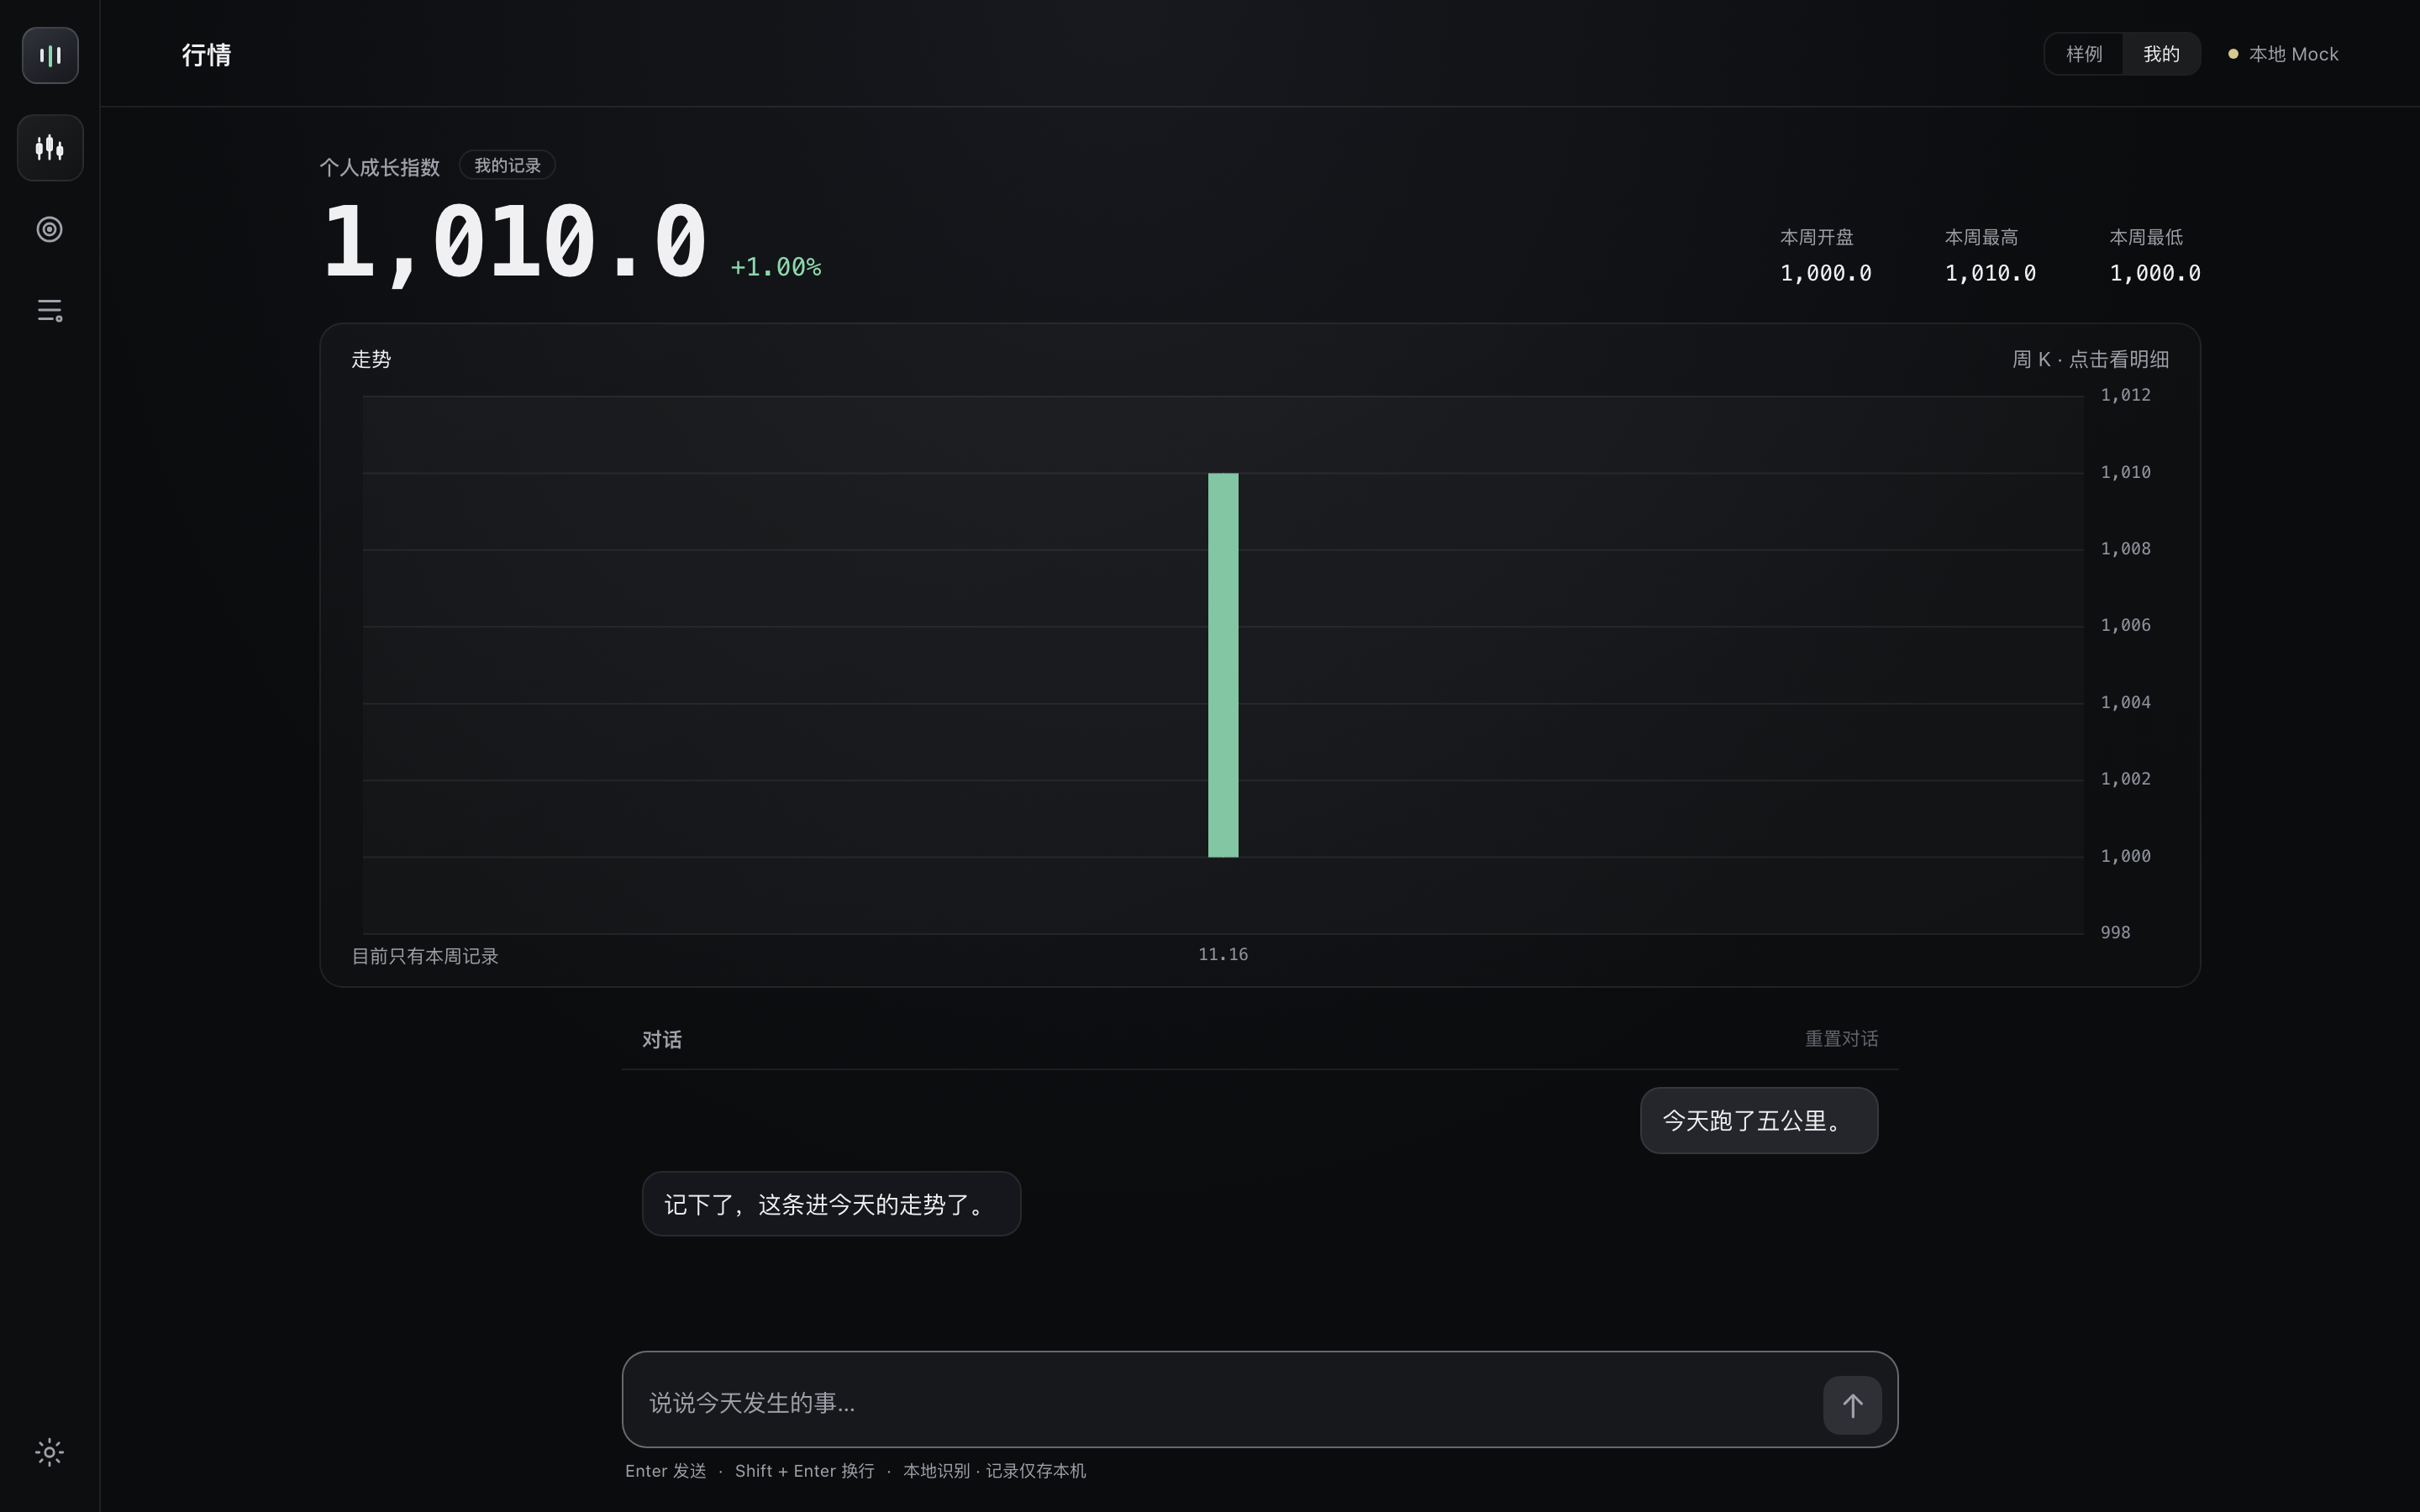 行情
样例 我的 本地 Mock
个人成长指数 我的记录
1,010.0 +1.00%
本周开盘 本周最高 本周最低
1,000.0 1,010.0 1,000.0
走势 周 K · 点击看明细
1,012
1,010
1,008
1,006
1,004
1,002
1,000
998
目前只有本周记录 11.16
对话 重置对话
今天跑了五公里。
记下了，这条进今天的走势了。
说说今天发生的事...
Enter 发送 · Shift + Enter 换行 · 本地识别 · 记录仅存本机